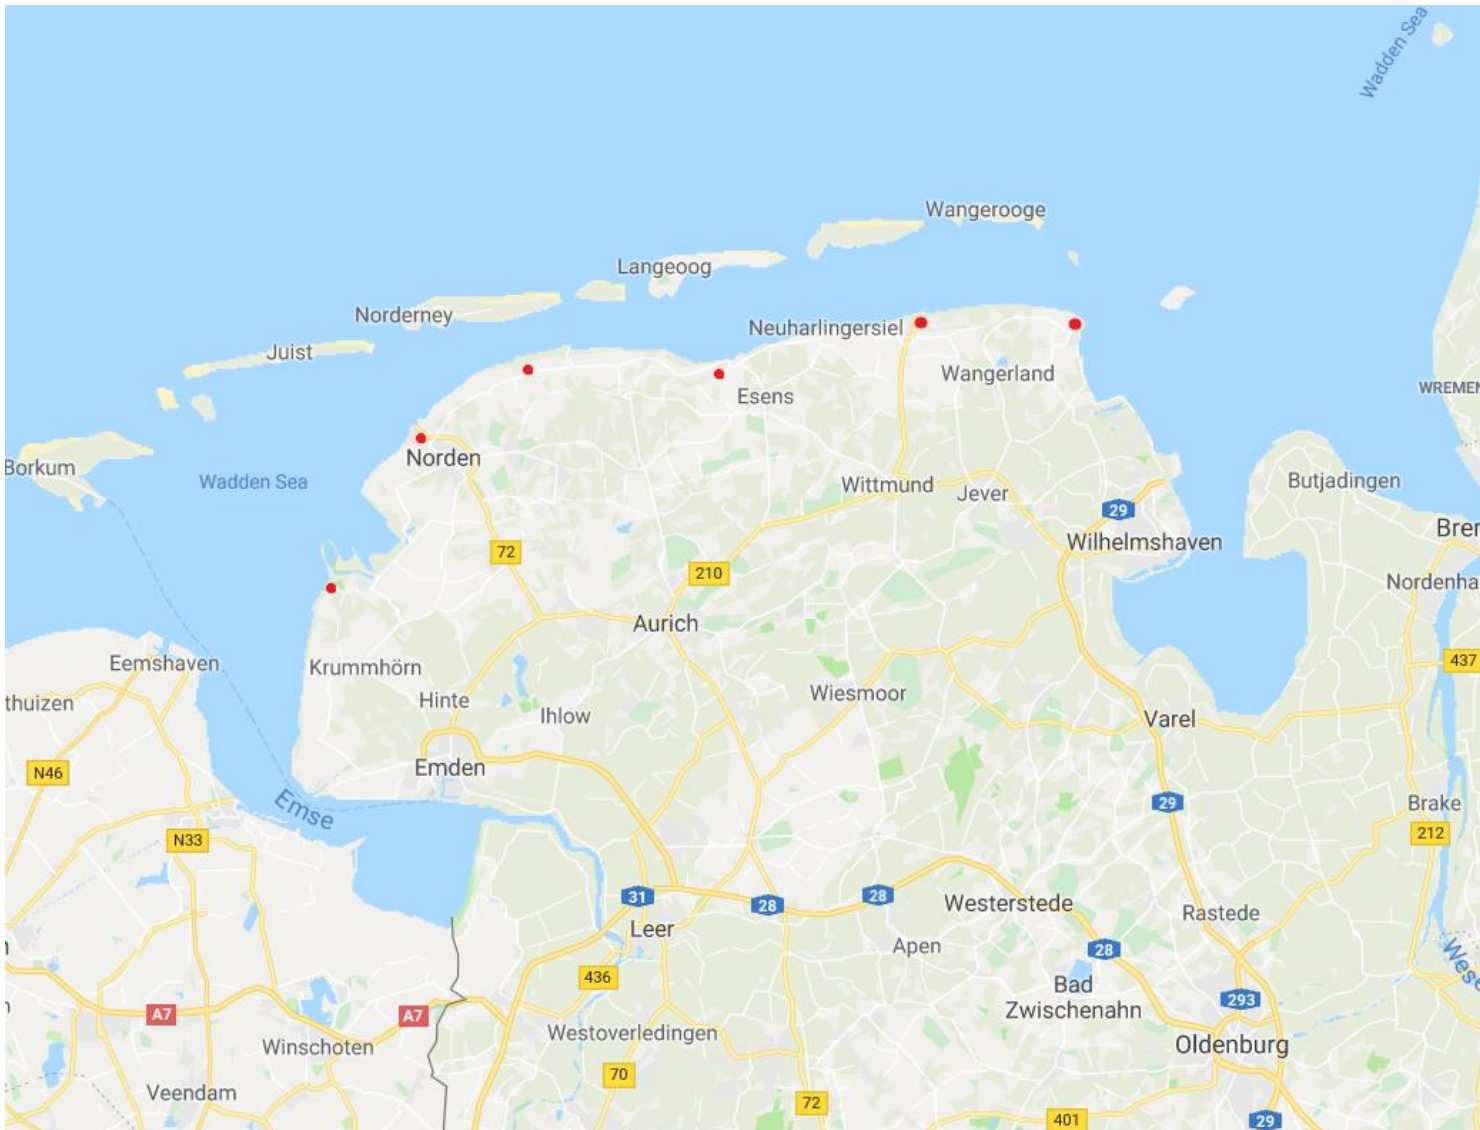 Wadden Sea
Wangerooge
Langeoog
Norderney
Neuharlingersiel
Juist
Wangerland
Esens
WREMEN
Norden
Borkum
Wadden Sea
Wittmund
Jever
Butjadingen
29
Wilhelmshaven
Brer
72
210
Nordenha
Aurich
Eemshaven
Krummhörn
437
Hinte
Wiesmoor
thuizen
Ihlow
Varel
N46
Emden
Emse
29
Brake
N33
212
31
28
28
Westerstede
Rastede
Leer
Apen
28
436
Bad
Zwischenahn
Wese
293
A7
A7
Westoverledingen
Winschoten
Oldenburg
70
Veendam
72
401
29